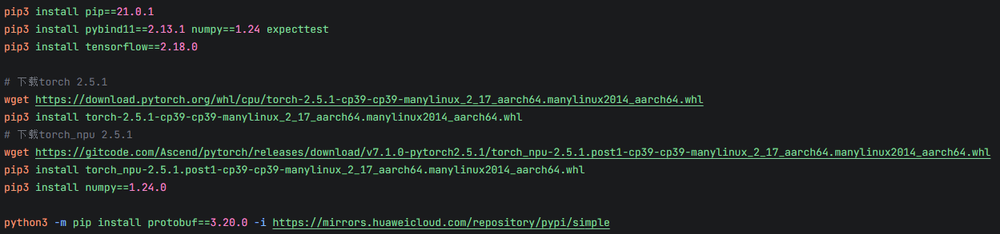 pip3 install pip==21.0.1
pip3 install pybind11==2.13.1 numpy==1.24 expecttest
pip3 install tensorflow==2.18.0
# 下载torch 2.5.1
wget https://download.pytorch.org/whl/cpu/torch-2.5.1-cp39-cp39-manylinux_2_17_aarch64.manylinux2014_aarch64.whl
pip3 install torch-2.5.1-cp39-cp39-manylinux_2_17_aarch64.manylinux2014_aarch64.whl
# 下载torch_npu 2.5.1
wget https://gitcode.com/Ascend/pytorch/releases/download/v7.1.0-pytorch2.5.1/torch_npu-2.5.1.post1-cp39-cp39-manylinux_2_17_aarch64.manylinux2014_aarch64.whl
pip3 install torch_npu-2.5.1.post1-cp39-cp39-manylinux_2_17_aarch64.manylinux2014_aarch64.whl
pip3 install numpy==1.24.0
python3 -m pip install protobuf==3.20.0 -i https://mirrors.huaweicloud.com/repository/pypi/simple